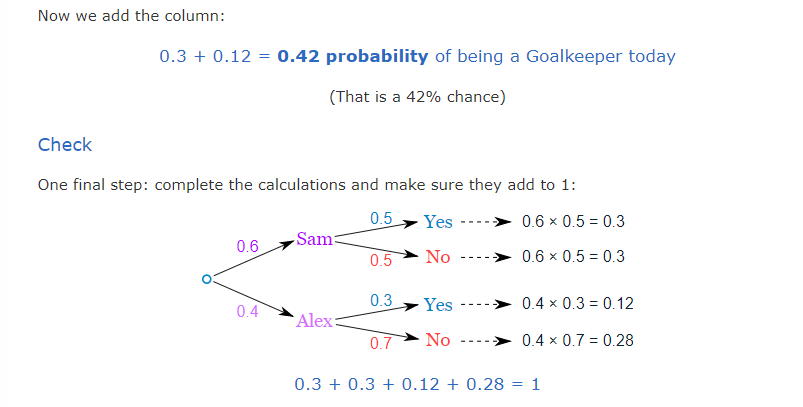 Now we add the column:
0.3 + 0.12 = 0.42 probability of being a Goalkeeper today
(That is a 42% chance)
Check
One final step: complete the calculations and make sure they add to 1:
0.5 Yes 0.6 × 0.5 = 0.3
0.6 Sam
0.5 No 0.6 × 0.5 = 0.3
0.3 Yes 0.4 × 0.3 = 0.12
0.4 Alex
0.7 No 0.4 × 0.7 = 0.28
0.3 + 0.3 + 0.12 + 0.28 = 1